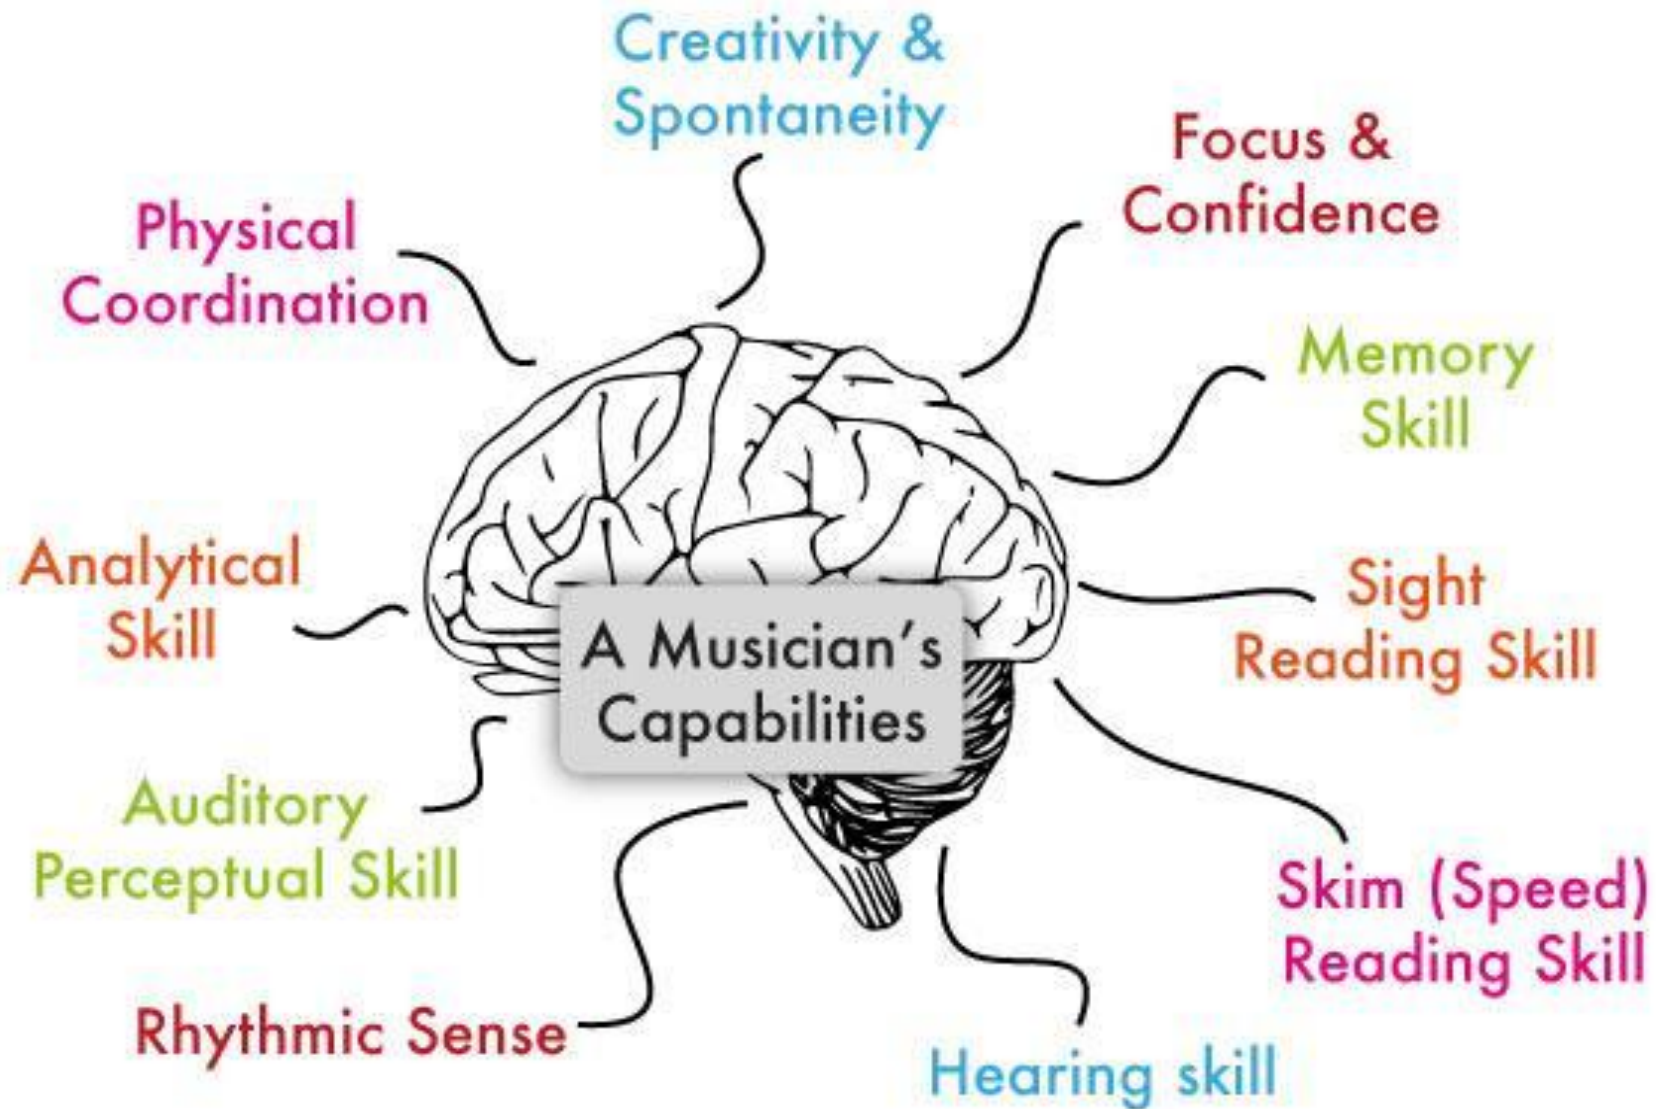 Creativity &
Spontaneity
Focus &
Confidence
Physical
Coordination
Memory
Skill
Analytical
Skill
Sight
Reading Skill
A Musician's
Capabilities
Auditory
Perceptual Skill
Skim (Speed)
Reading Skill
Rhythmic Sense
Hearing skill